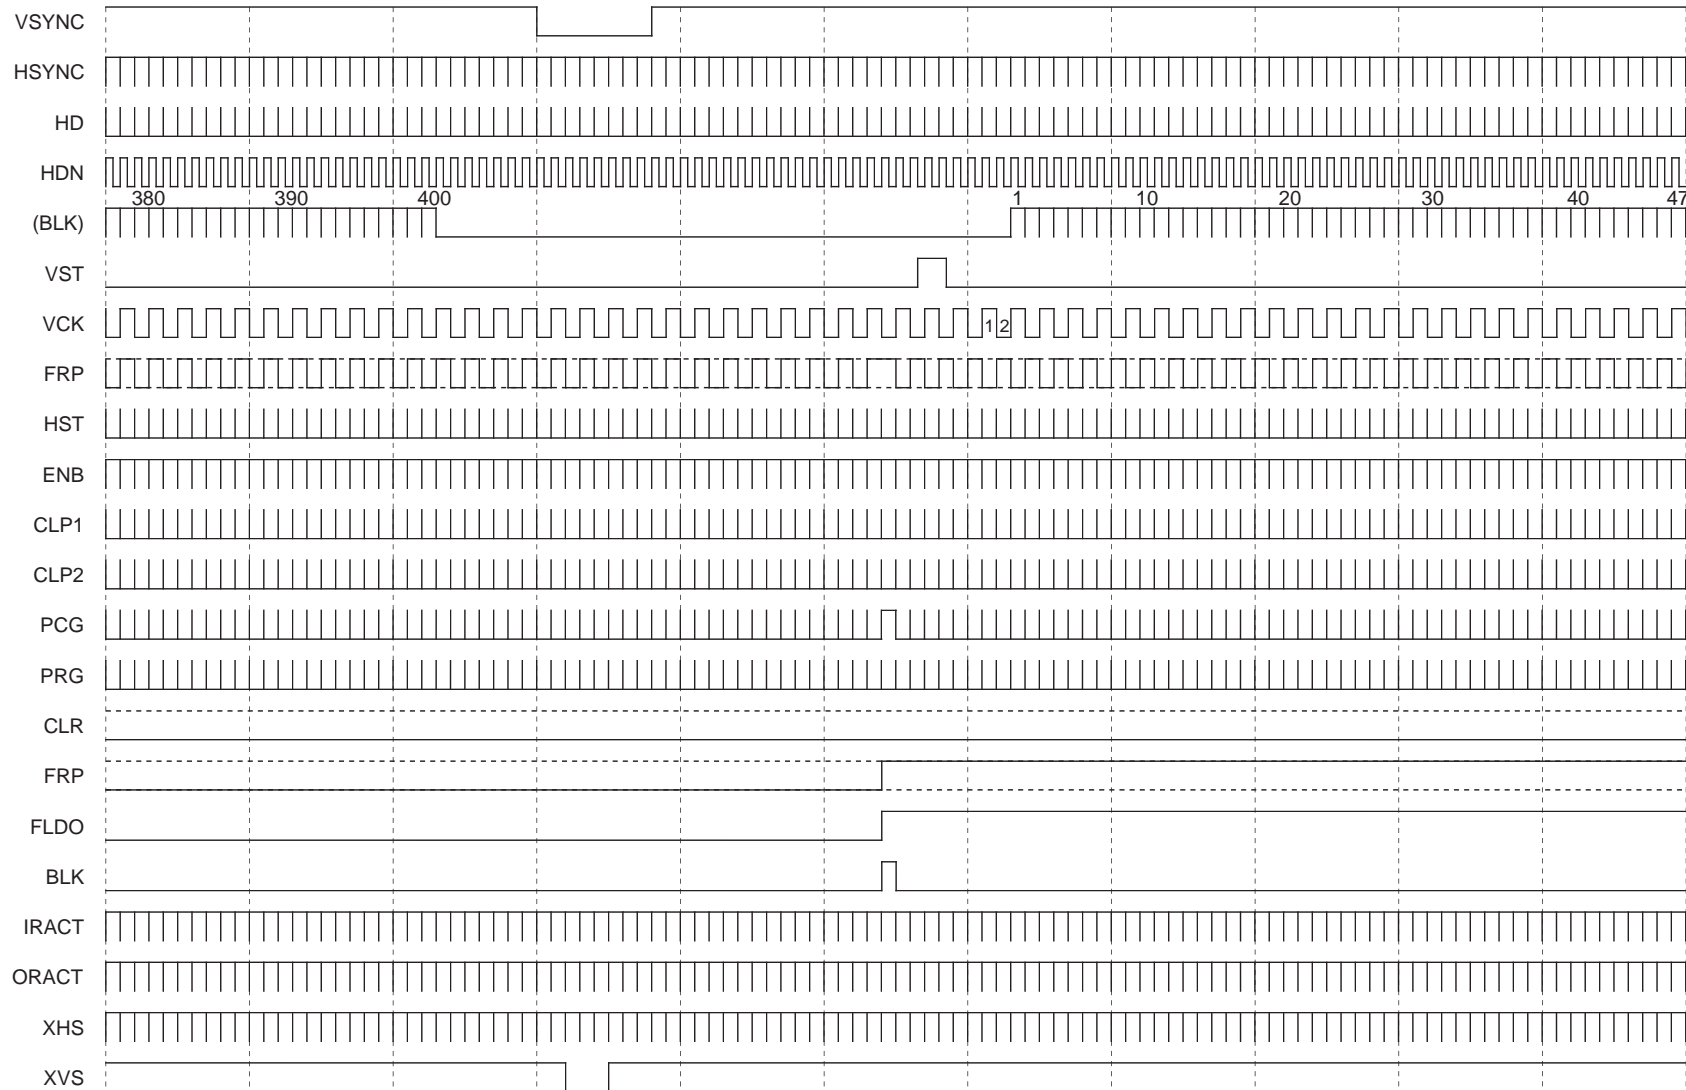 VSYNC
HSYNC
HD
HDN
380 390 400 1 10 20 30 40 47
(BLK)
VST
VCK 1 2
FRP
HST
ENB
CLP1
CLP2
PCG
PRG
CLR
FRP
FLDO
BLK
IRACT
ORACT
XHS
XVS